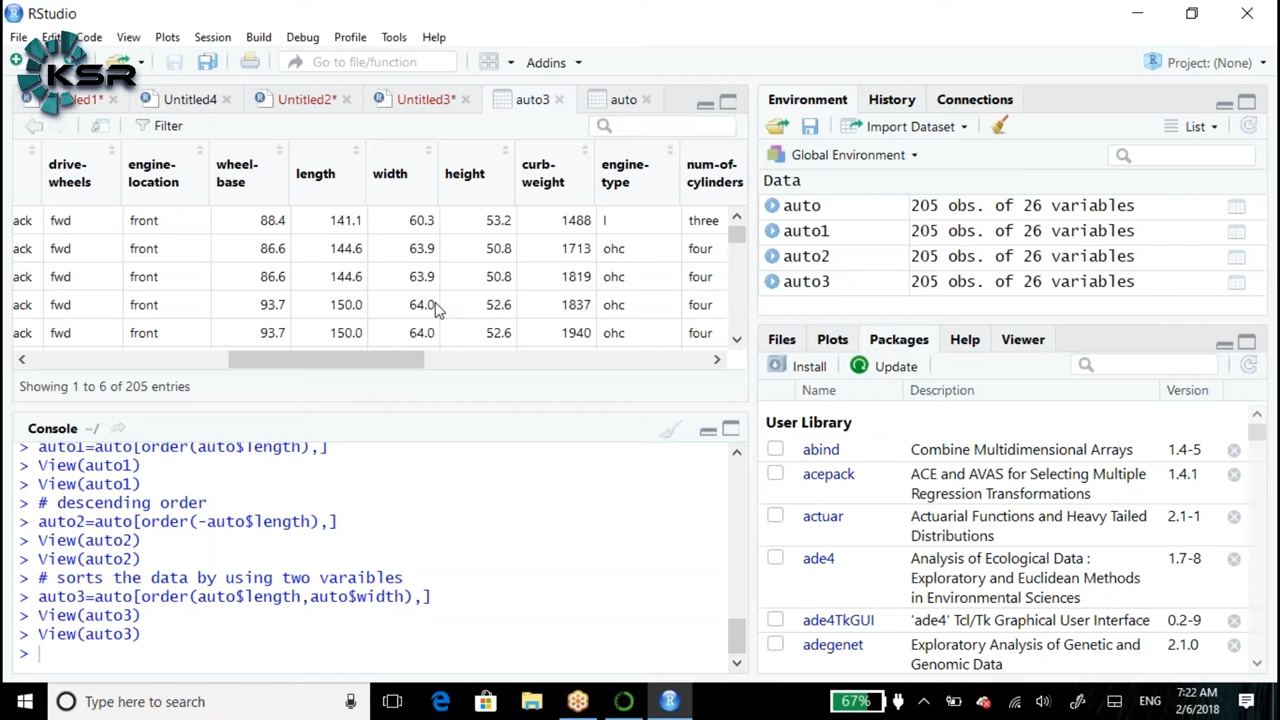 RStudio
File Edit Code View Plots Session Build Debug Profile Tools Help
KSR
Go to file/function
Addins
Project: (None)
led1* Untitled4 Untitled2* Untitled3* auto3 auto
Filter
drive-wheels engine-location wheel-base length width height curb-weight engine-type num-of-cylinders
ack fwd front 88.4 141.1 60.3 53.2 1488 l three
ack fwd front 86.6 144.6 63.9 50.8 1713 ohc four
ack fwd front 86.6 144.6 63.9 50.8 1819 ohc four
ack fwd front 93.7 150.0 64.0 52.6 1837 ohc four
ack fwd front 93.7 150.0 64.0 52.6 1940 ohc four
Showing 1 to 6 of 205 entries
Console ~/
> auto1=auto[order(auto$length),]
> View(auto1)
> View(auto1)
> # descending order
> auto2=auto[order(-auto$length),]
> View(auto2)
> View(auto2)
> # sorts the data by using two varaibles
> auto3=auto[order(auto$length,auto$width),]
> View(auto3)
> View(auto3)
>
Environment History Connections
Import Dataset List
Global Environment
Data
auto 205 obs. of 26 variables
auto1 205 obs. of 26 variables
auto2 205 obs. of 26 variables
auto3 205 obs. of 26 variables
Files Plots Packages Help Viewer
Install Update
Name Description Version
User Library
abind Combine Multidimensional Arrays 1.4-5
acepack ACE and AVAS for Selecting Multiple 1.4.1
Regression Transformations
actuar Actuarial Functions and Heavy Tailed 2.1-1
Distributions
ade4 Analysis of Ecological Data : 1.7-8
Exploratory and Euclidean Methods
in Environmental Sciences
ade4TkGUI 'ade4' Tcl/Tk Graphical User Interface 0.2-9
adegenet Exploratory Analysis of Genetic and 2.1.0
Genomic Data
Type here to search
67%
ENG
7:22 AM
2/6/2018